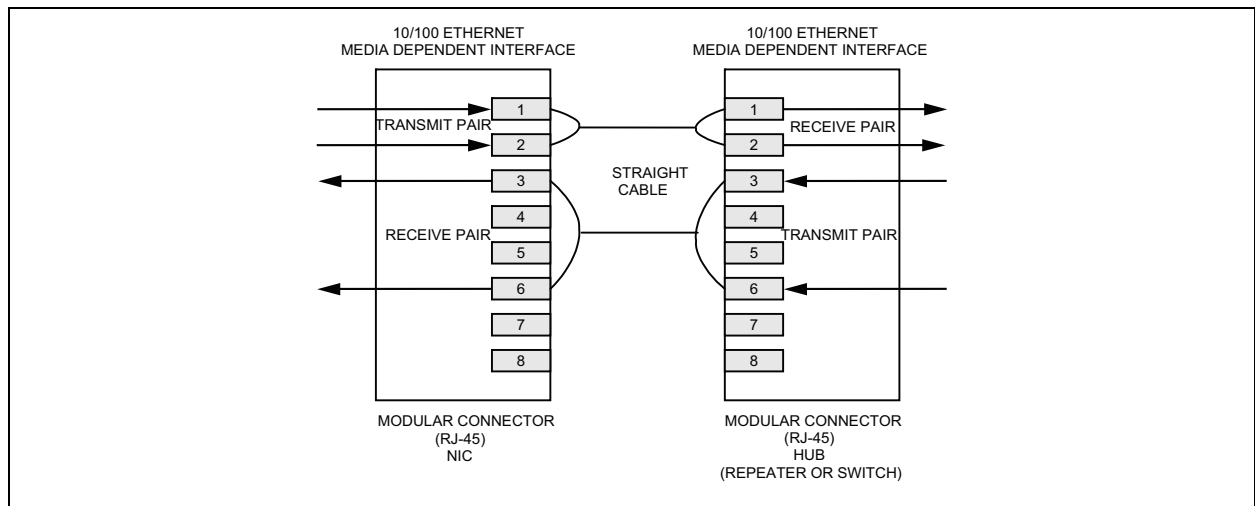 10/100 ETHERNET
MEDIA DEPENDENT INTERFACE
10/100 ETHERNET
MEDIA DEPENDENT INTERFACE
1
TRANSMIT PAIR
2
3
4
RECEIVE PAIR
5
6
7
8
STRAIGHT
CABLE
1
RECEIVE PAIR
2
3
4
TRANSMIT PAIR
5
6
7
8
MODULAR CONNECTOR
(RJ-45)
NIC
MODULAR CONNECTOR
(RJ-45)
HUB
(REPEATER OR SWITCH)